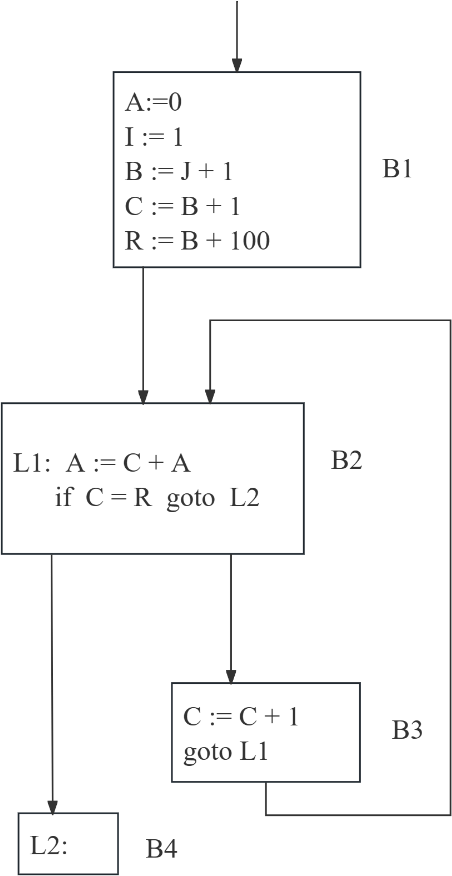 A:=0
I := 1
B := J + 1
C := B + 1
R := B + 100
B1
L1: A := C + A
if C = R goto L2
B2
C := C + 1
goto L1
B3
L2:
B4